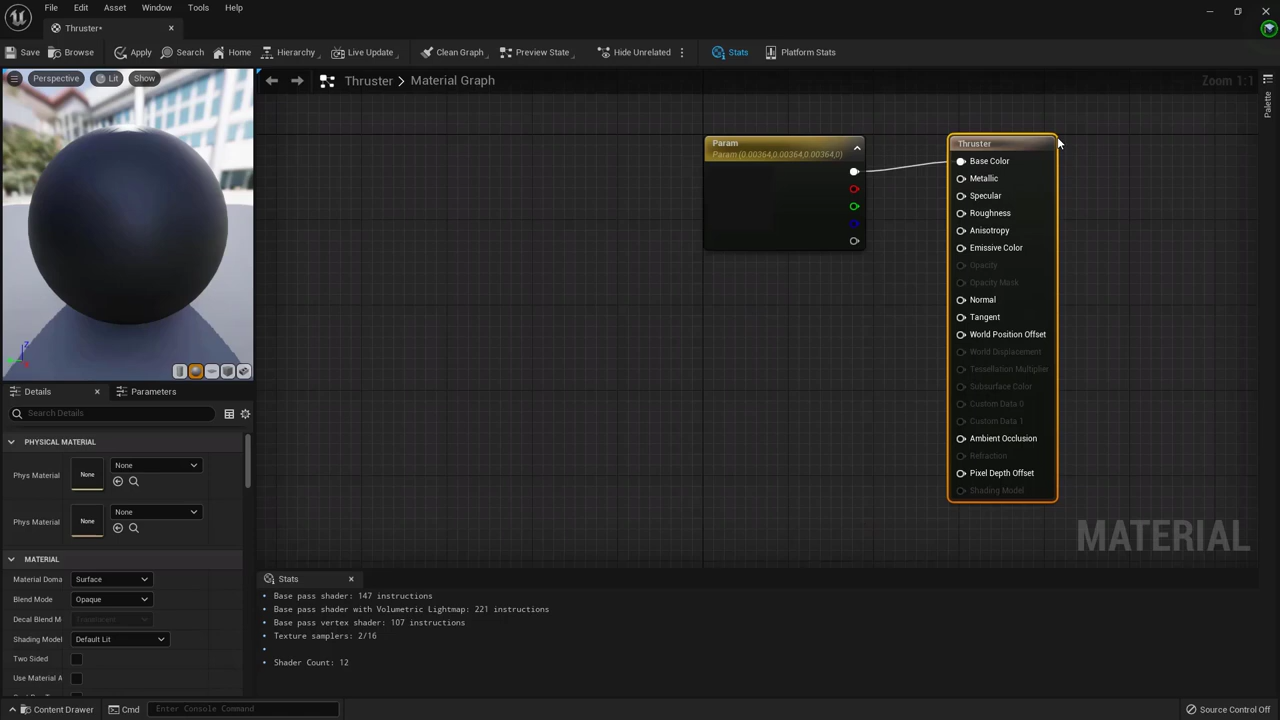 File Edit Asset Window Tools Help
Thruster*
Save Browse Apply Search Home Hierarchy Live Update Clean Graph Preview State Hide Unrelated Stats Platform Stats
Perspective Lit Show
Thruster > Material Graph
Zoom 1:1
Palette
Param
Param (0.00364,0.00364,0.00364,0)
Thruster
Base Color
Metallic
Specular
Roughness
Anisotropy
Emissive Color
Opacity
Opacity Mask
Normal
Tangent
World Position Offset
World Displacement
Tessellation Multiplier
Subsurface Color
Custom Data 0
Custom Data 1
Ambient Occlusion
Refraction
Pixel Depth Offset
Shading Model
MATERIAL
Details Parameters
Search Details
PHYSICAL MATERIAL
Phys Material None None
Phys Material None None
MATERIAL
Material Doma Surface
Blend Mode Opaque
Decal Blend M Translucent
Shading Model Default Lit
Two Sided
Use Material A
Stats
Base pass shader: 147 instructions
Base pass shader with Volumetric Lightmap: 221 instructions
Base pass vertex shader: 107 instructions
Texture samplers: 2/16
Shader Count: 12
Content Drawer Cmd Enter Console Command Source Control Off